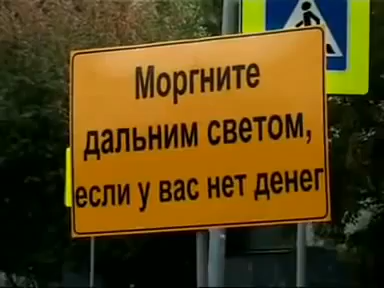 Моргните
дальним светом,
если у вас нет денег